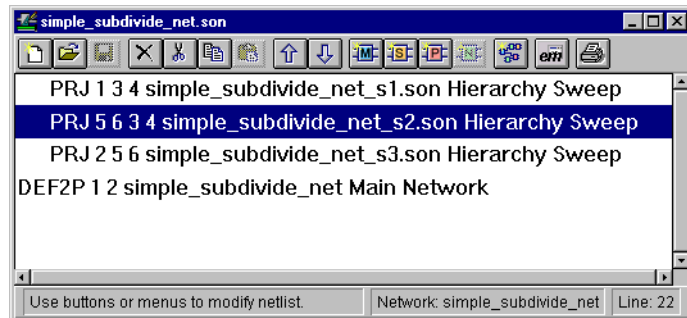 simple_subdivide_net.son
M S P N em
PRJ 1 3 4 simple_subdivide_net_s1.son Hierarchy Sweep
PRJ 5 6 3 4 simple_subdivide_net_s2.son Hierarchy Sweep
PRJ 2 5 6 simple_subdivide_net_s3.son Hierarchy Sweep
DEF2P 1 2 simple_subdivide_net Main Network
Use buttons or menus to modify netlist. Network: simple_subdivide_net Line: 22